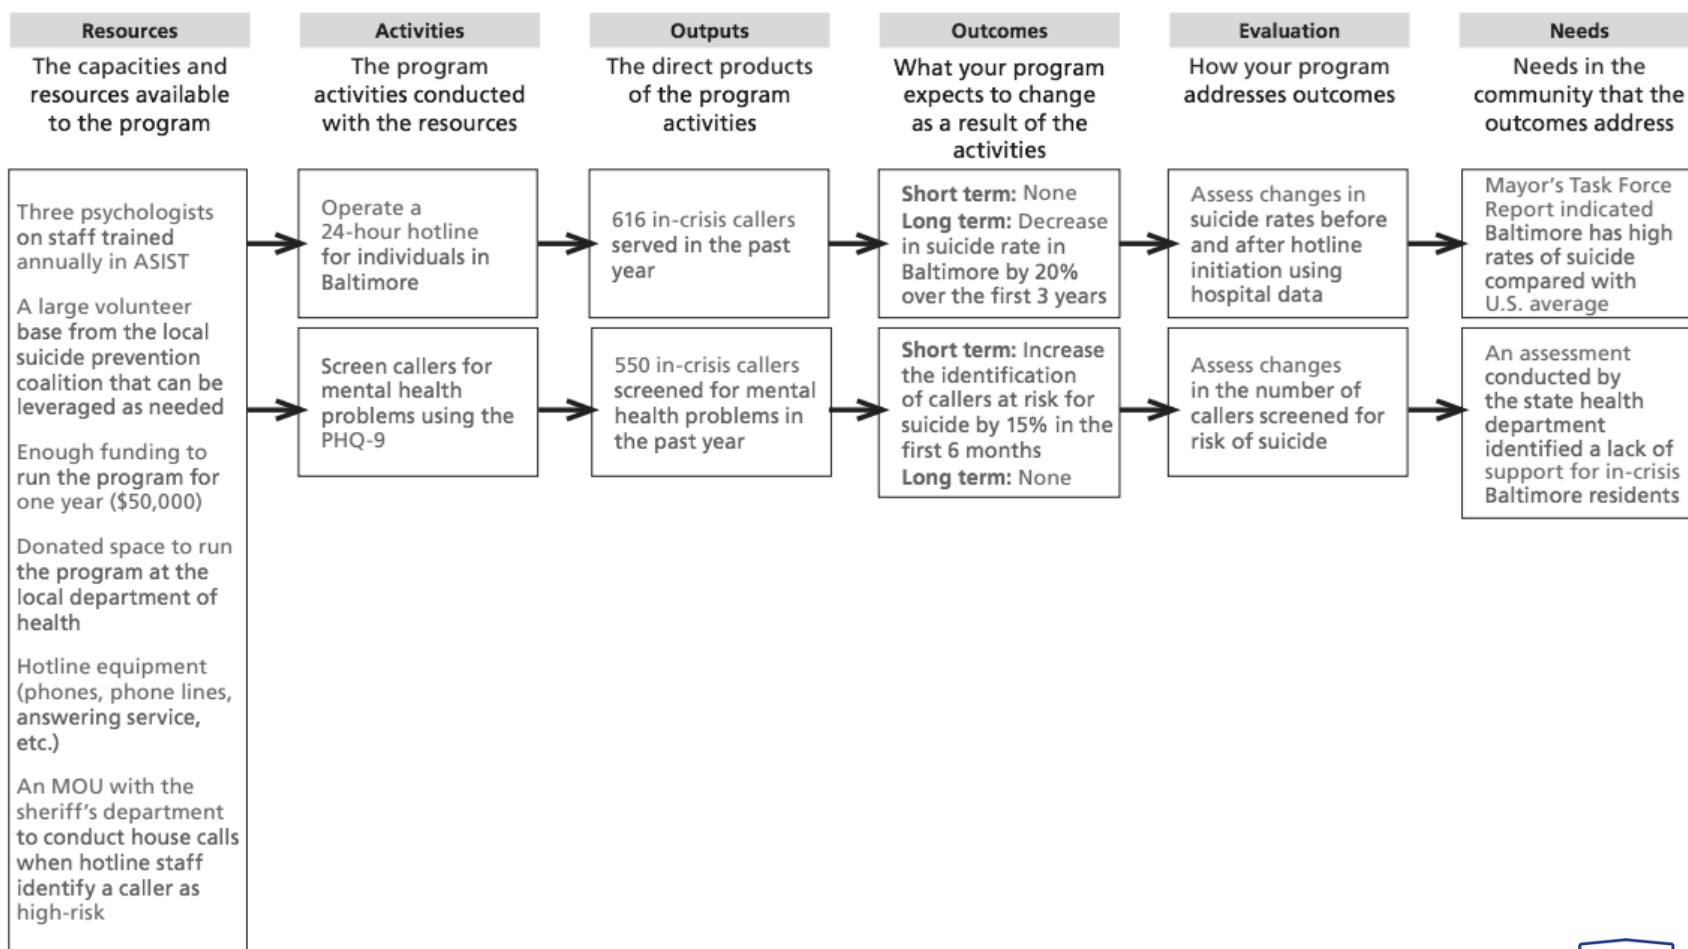 Resources
The capacities and
resources available
to the program
Three psychologists
on staff trained
annually in ASIST
A large volunteer
base from the local
suicide prevention
coalition that can be
leveraged as needed
Enough funding to
run the program for
one year ($50,000)
Donated space to run
the program at the
local department of
health
Hotline equipment
(phones, phone lines,
answering service,
etc.)
An MOU with the
sheriff's department
to conduct house calls
when hotline staff
identify a caller as
high-risk
Activities
The program
activities conducted
with the resources
Operate a
24-hour hotline
for individuals in
Baltimore
Screen callers for
mental health
problems using the
PHQ-9
Outputs
The direct products
of the program
activities
616 in-crisis callers
served in the past
year
550 in-crisis callers
screened for mental
health problems in
the past year
Outcomes
What your program
expects to change
as a result of the
activities
Short term: None
Long term: Decrease
in suicide rate in
Baltimore by 20%
over the first 3 years
Short term: Increase
the identification
of callers at risk for
suicide by 15% in the
first 6 months
Long term: None
Evaluation
How your program
addresses outcomes
Assess changes in
suicide rates before
and after hotline
initiation using
hospital data
Assess changes
in the number of
callers screened for
risk of suicide
Needs
Needs in the
community that the
outcomes address
Mayor's Task Force
Report indicated
Baltimore has high
rates of suicide
compared with
U.S. average
An assessment
conducted by
the state health
department
identified a lack of
support for in-crisis
Baltimore residents